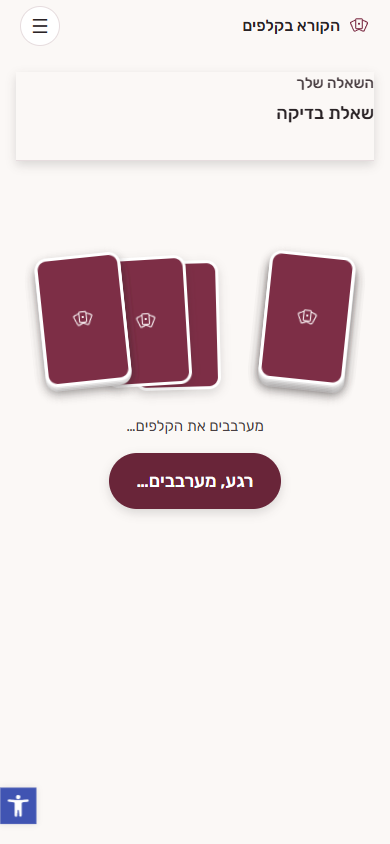 הקורא בקלפים
השאלה שלך
שאלת בדיקה
מערבבים את הקלפים...
רגע, מערבבים...